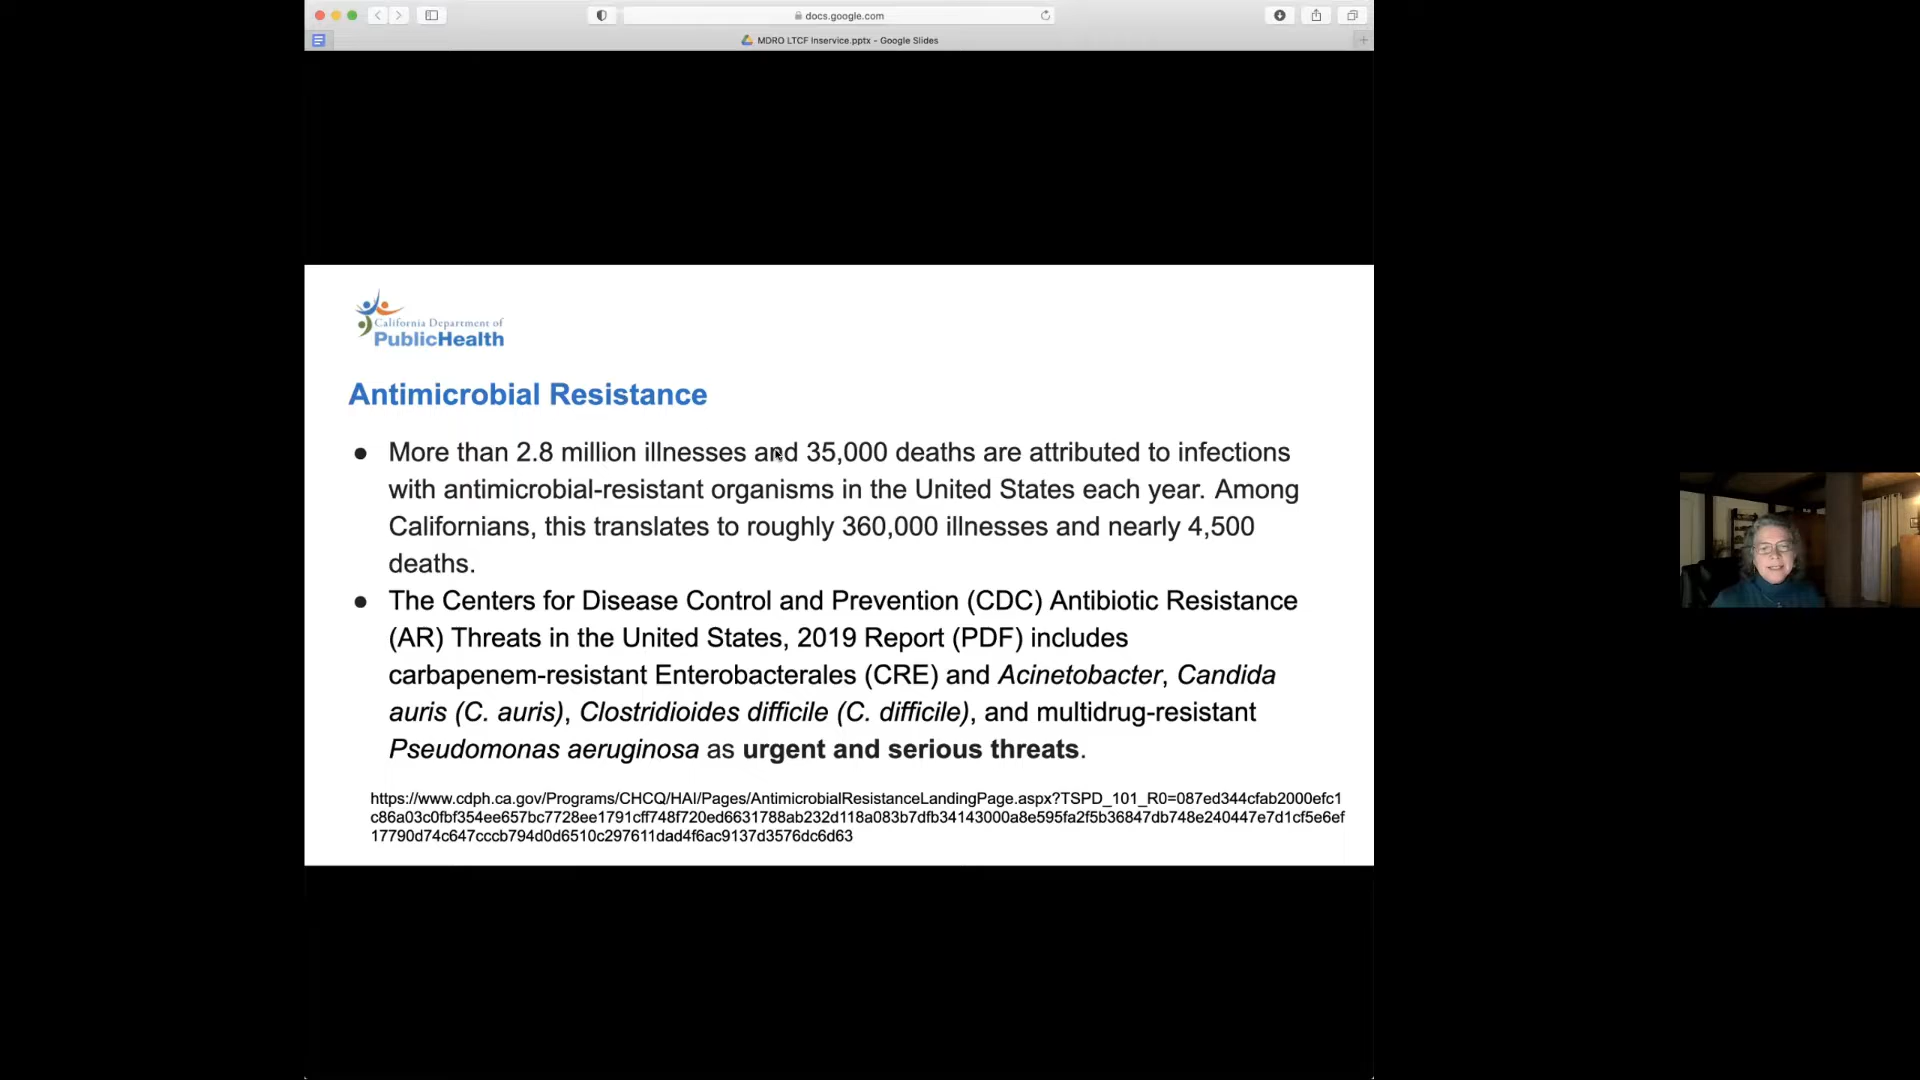 docs.google.com
MDRO LTCF Inservice.pptx - Google Slides
California Department of
PublicHealth
Antimicrobial Resistance
● More than 2.8 million illnesses and 35,000 deaths are attributed to infections
with antimicrobial-resistant organisms in the United States each year. Among
Californians, this translates to roughly 360,000 illnesses and nearly 4,500
deaths.
● The Centers for Disease Control and Prevention (CDC) Antibiotic Resistance
(AR) Threats in the United States, 2019 Report (PDF) includes
carbapenem-resistant Enterobacterales (CRE) and Acinetobacter, Candida
auris (C. auris), Clostridioides difficile (C. difficile), and multidrug-resistant
Pseudomonas aeruginosa as urgent and serious threats.
https://www.cdph.ca.gov/Programs/CHCQ/HAI/Pages/AntimicrobialResistanceLandingPage.aspx?TSPD_101_R0=087ed344cfab2000efc1
c86a03c0fbf354ee657bc7728ee1791cff748f720ed6631788ab232d118a083b7dfb34143000a8e595fa2f5b36847db748e240447e7d1cf5e6ef
17790d74c647cccb794d0d6510c297611dad4f6ac9137d3576dc6d63